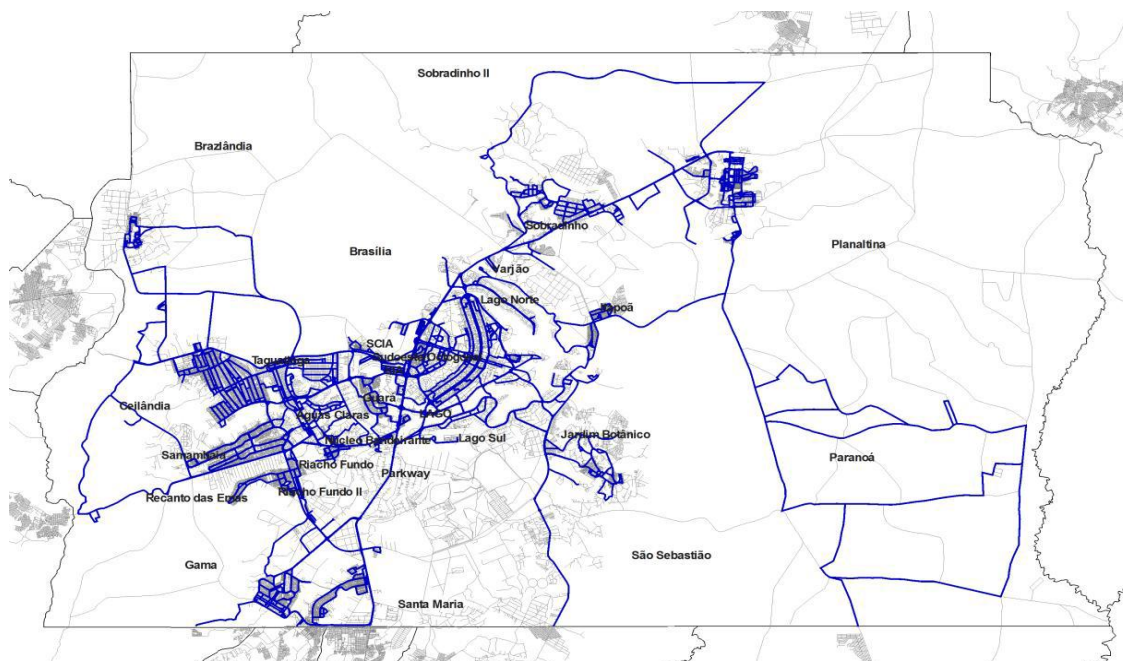 Sobradinho II
Brazlândia
Sobradinho
Planaltina
Brasília
Varjão
Lago Norte
Itapoã
SCIA
Sudoeste/Octogonal
Taguatinga
Guará
Ceilândia
Águas Claras
LAGO
Núcleo Bandeirante
Lago Sul
Jardim Botânico
Samambaia
Riacho Fundo
Parkway
Paranoá
Recanto das Emas
Riacho Fundo II
São Sebastião
Gama
Santa Maria